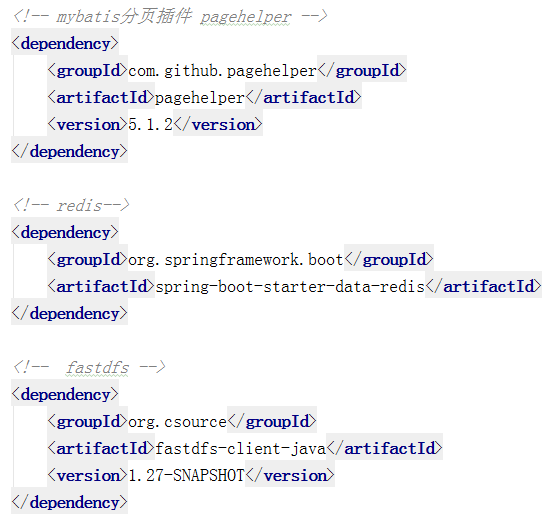 <!-- mybatis分页插件 pagehelper -->
<dependency>
<groupId>com.github.pagehelper</groupId>
<artifactId>pagehelper</artifactId>
<version>5.1.2</version>
</dependency>
<!-- redis-->
<dependency>
<groupId>org.springframework.boot</groupId>
<artifactId>spring-boot-starter-data-redis</artifactId>
</dependency>
<!--  fastdfs -->
<dependency>
<groupId>org.csource</groupId>
<artifactId>fastdfs-client-java</artifactId>
<version>1.27-SNAPSHOT</version>
</dependency>